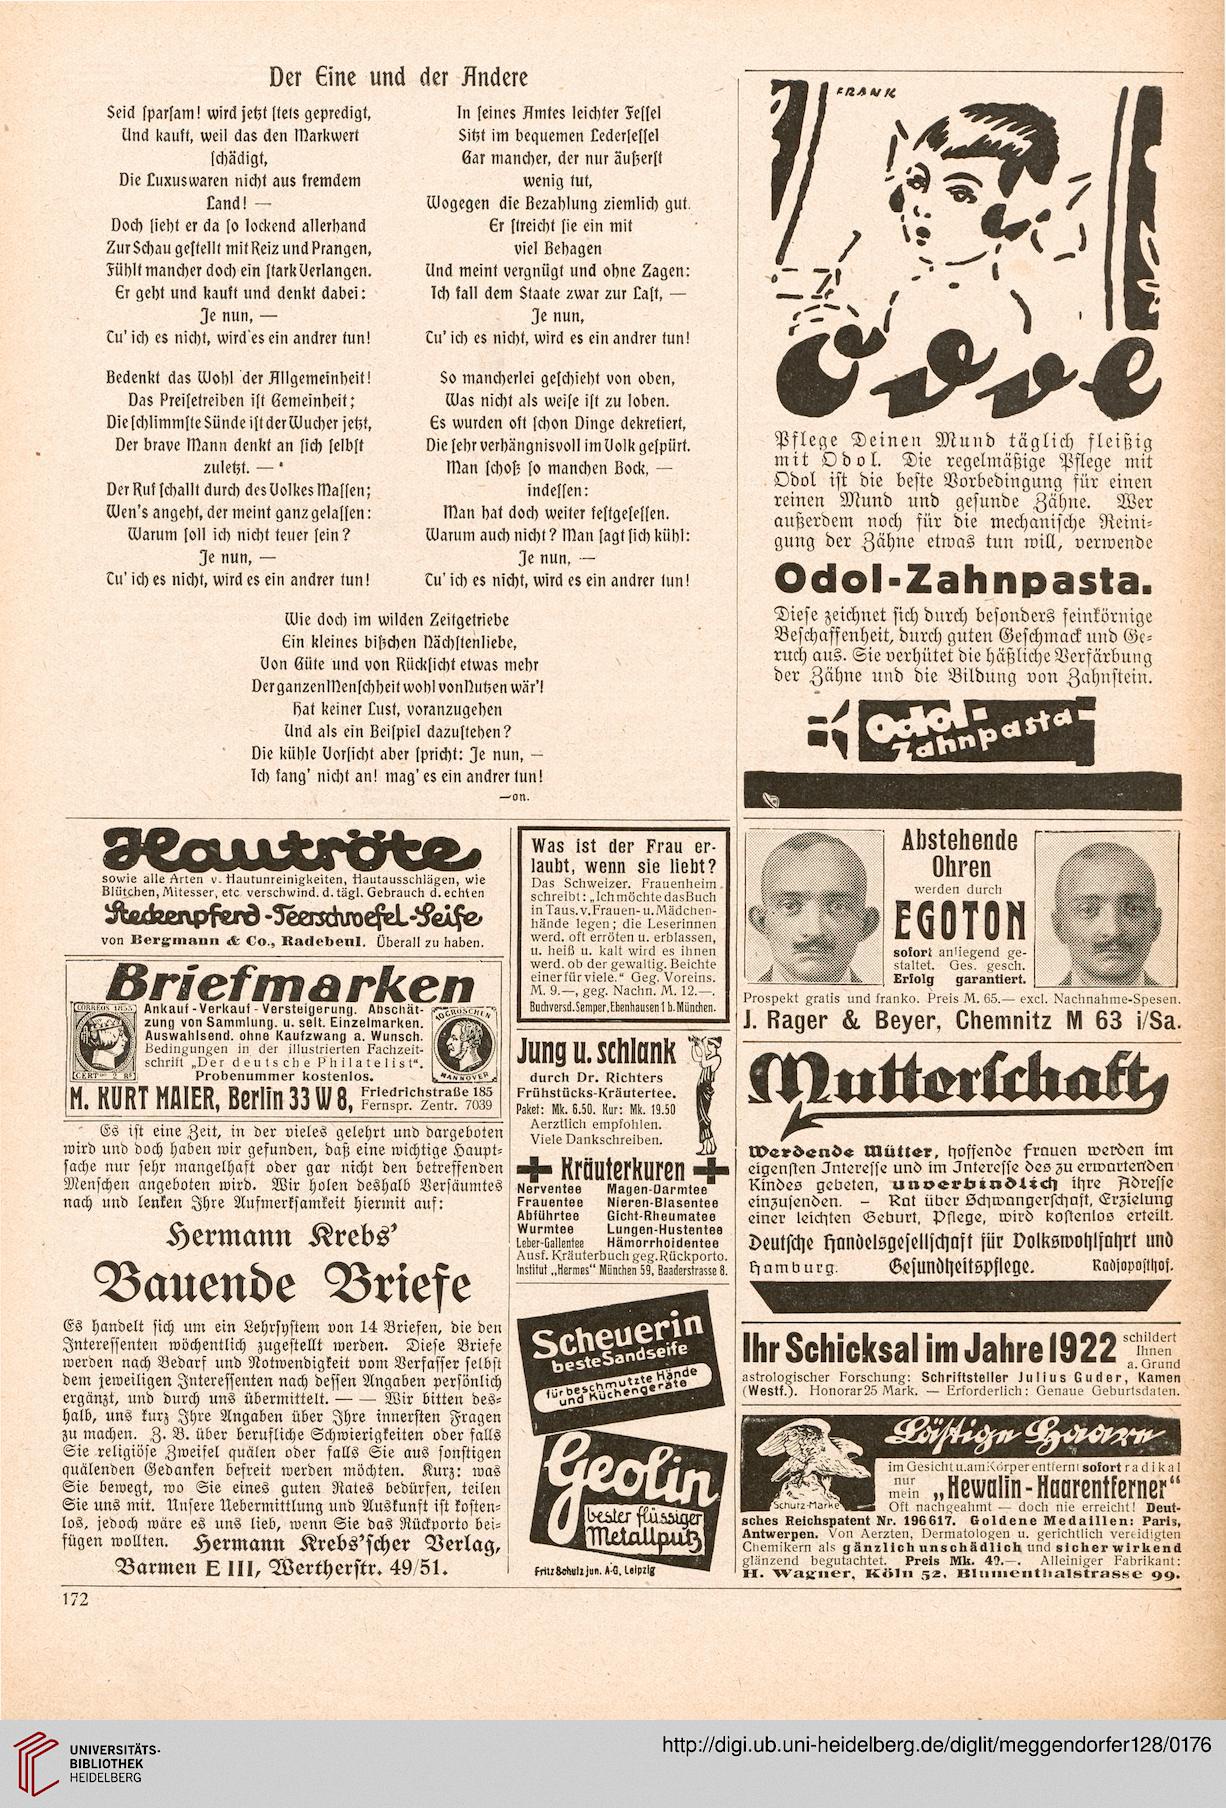 Der Eine und der Andere
Seid sparsam! wird jetzt stets gepredigt,
Und kauft, weil das den Markwert
schädigt,
Die Luxuswaren nicht aus fremdem
Land! —
Doch sieht er da so lockend allerhand
Zur Schau gestellt mit Reiz und Prangen,
Fühlt mancher doch ein stark Verlangen.
Er geht und kauft und denkt dabei:
Je nun, —
Tu' ich es nicht, wird es ein andrer tun!
Bedenkt das Wohl der Allgemeinheit!
Das Preisetreiben ist Gemeinheit;
Die schlimmste Sünde ist der Wucher jetzt,
Der brave Mann denkt an sich selbst
zuletzt. —
Der Ruf schallt durch des Volkes Massen;
Wen's angeht, der meint ganz gelassen:
Warum soll ich nicht teuer sein?
Je nun, —
Tu' ich es nicht, wird es ein andrer tun!
In seines Amtes leichter Fessel
Sitzt im bequemen Ledersessel
Gar mancher, der nur äußerst
wenig tut,
Wogegen die Bezahlung ziemlich gut.
Er streicht sie ein mit
viel Behagen
Und meint vergnügt und ohne Zagen:
Ich fall dem Staate zwar zur Last, —
Je nun,
Tu' ich es nicht, wird es ein andrer tun!
So mancherlei geschieht von oben,
Was nicht als weise ist zu loben.
Es wurden oft schon Dinge dekretiert,
Die sehr verhängnisvoll im Volk gespürt.
Man schoß so manchen Bock, —
indessen:
Man hat doch weiter festgesessen.
Warum auch nicht? Man sagt sich kühl:
Je nun, —
Tu' ich es nicht, wird es ein andrer tun!
Wie doch im wilden Zeitgetriebe
Ein kleines bißchen Nächstenliebe,
Von Güte und von Rücksicht etwas mehr
Der ganzen Menschheit wohl von Nutzen wär'!
Hat keiner Lust, voranzugehen
Und als ein Beispiel dazustehen?
Die kühle Vorsicht aber spricht: Je nun, —
Ich fang' nicht an! mag' es ein andrer tun!
—on.
FRANK
Odol
Pflege Deinen Mund täglich fleißig
mit Odol. Die regelmäßige Pflege mit
Odol ist die beste Vorbedingung für einen
reinen Mund und gesunde Zähne. Wer
außerdem noch für die mechanische Reini-
gung der Zähne etwas tun will, verwende
Odol-Zahnpasta.
Diese zeichnet sich durch besonders feinkörnige
Beschaffenheit, durch guten Geschmack und Ge-
ruch aus. Sie verhütet die häßliche Verfärbung
der Zähne und die Bildung von Zahnstein.
Odol-
Zahnpasta
Hautröte
sowie alle Arten v. Hautunreinigkeiten, Hautausschlägen, wie
Blütchen, Mitesser, etc. verschwind. d. tägl. Gebrauch d. echten
Steckenpferd-Teerschwefel-Seife
von Bergmann & Co., Radebeul. Überall zu haben.
Briefmarken
CORREOS 1855
CERT 2 Rs
Ankauf - Verkauf - Versteigerung. Abschät-
zung von Sammlung. u. selt. Einzelmarken.
Auswahlsend. ohne Kaufzwang a. Wunsch.
Bedingungen in der illustrierten Fachzeit-
schrift „Der deutsche Philatelist“.
Probenummer kostenlos.
10 GROSCHEN
HANNOVER
M. KURT MAIER, Berlin 33 W 8, Friedrichstraße 185
Fernspr. Zentr. 7039
Es ist eine Zeit, in der vieles gelehrt und dargeboten
wird und doch haben wir gefunden, daß eine wichtige Haupt-
sache nur sehr mangelhaft oder gar nicht den betreffenden
Menschen angeboten wird. Wir holen deshalb Versäumtes
nach und lenken Ihre Aufmerksamkeit hiermit auf:
Hermann Krebs'
Bauende Briefe
Es handelt sich um ein Lehrsystem von 14 Briefen, die den
Interessenten wöchentlich zugestellt werden. Diese Briefe
werden nach Bedarf und Notwendigkeit vom Verfasser selbst
dem jeweiligen Interessenten nach dessen Angaben persönlich
ergänzt, und durch uns übermittelt. — — Wir bitten des-
halb, uns kurz Ihre Angaben über Ihre innersten Fragen
zu machen. Z. B. über berufliche Schwierigkeiten oder falls
Sie religiöse Zweifel quälen oder falls Sie aus sonstigen
quälenden Gedanken befreit werden möchten. Kurz: was
Sie bewegt, wo Sie eines guten Rates bedürfen, teilen
Sie uns mit. Unsere Uebermittlung und Auskunft ist kosten-
los, jedoch wäre es uns lieb, wenn Sie das Rückporto bei-
fügen wollten. Hermann Krebs'scher Verlag,
Barmen E III, Wertherstr. 49/51.
Was ist der Frau er-
laubt, wenn sie liebt?
Das Schweizer. Frauenheim
schreibt: „Ich möchte das Buch
in Taus. v. Frauen- u. Mädchen-
hände legen; die Leserinnen
werd. oft erröten u. erblassen,
u. heiß u. kalt wird es ihnen
werd. ob der gewaltig. Beichte
einer für viele.“ Geg. Voreins.
M. 9.—, geg. Nachn. M. 12.—.
Buchversd. Semper, Ebenhausen 1 b. München.
Jung u. schlank
durch Dr. Richters
Frühstücks-Kräutertee.
Paket: Mk. 6.50. Kur: Mk. 19.50
Aerztlich empfohlen.
Viele Dankschreiben.
Kräuterkuren
Nerventee Magen-Darmtee
Frauentee Nieren-Blasentee
Abführtee Gicht-Rheumatee
Wurmtee Lungen-Hustentee
Leber-Gallentee Hämorrhoidentee
Ausf. Kräuterbuch geg. Rückporto.
Institut „Hermes“ München 59, Baaderstrasse 8.
Scheuerin
beste Sandseife
für beschmutzte Hände
und Küchengeräte
Geolin
bester flüssiger
Metallputz
Fritz Schulz jun. A-G, Leipzig
Abstehende
Ohren
werden durch
EGOTON
sofort anliegend ge-
staltet. Ges. gesch.
Erfolg garantiert.
Prospekt gratis und franko. Preis M. 65.— excl. Nachnahme-Spesen.
J. Rager & Beyer, Chemnitz M 63 i/Sa.
Mutterschaft,
Werdende Mütter, hoffende Frauen werden im
eigensten Interesse und im Interesse des zu erwartenden
Kindes gebeten, unverbindlich ihre Adresse
einzusenden. – Rat über Schwangerschaft, Erzielung
einer leichten Geburt, Pflege, wird kostenlos erteilt.
Deutsche Handelsgesellschaft für Volkswohlfahrt und
Hamburg. Gesundheitspflege. Radjoposthof.
Ihr Schicksal im Jahre 1922 schildert
Ihnen
a. Grund
astrologischer Forschung: Schriftsteller Julius Guder, Kamen
(Westf.). Honorar 25 Mark. — Erforderlich: Genaue Geburtsdaten.
Schutz-Marke
Lästige Haare
im Gesicht u. am Körper entfernt sofort radikal
nur
mein „Hewalin-Haarentferner“
Oft nachgeahmt — doch nie erreicht! Deut-
sches Reichspatent Nr. 196617. Goldene Medaillen: Paris,
Antwerpen. Von Aerzten, Dermatologen u. gerichtlich vereidigten
Chemikern als gänzlich unschädlich und sicher wirkend
glänzend begutachtet. Preis Mk. 49.—. Alleiniger Fabrikant:
H. Wagner, Köln 52, Blumenthalstrasse 99.
172
UNIVERSITÄTS-
BIBLIOTHEK
HEIDELBERG
http://digi.ub.uni-heidelberg.de/diglit/meggendorfer128/0176